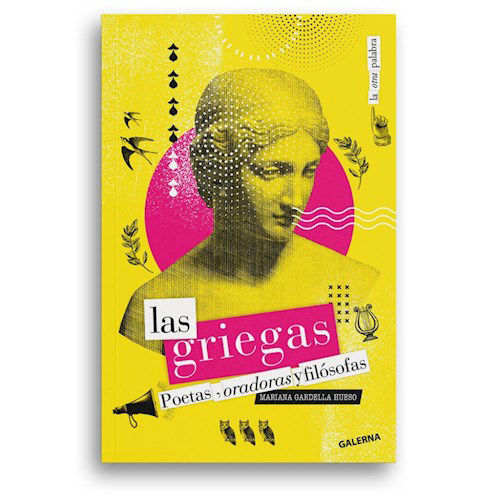 la otra palabra
las
griegas
Poetas, oradoras y filósofas
MARIANA GARDELLA HUESO
GALERNA